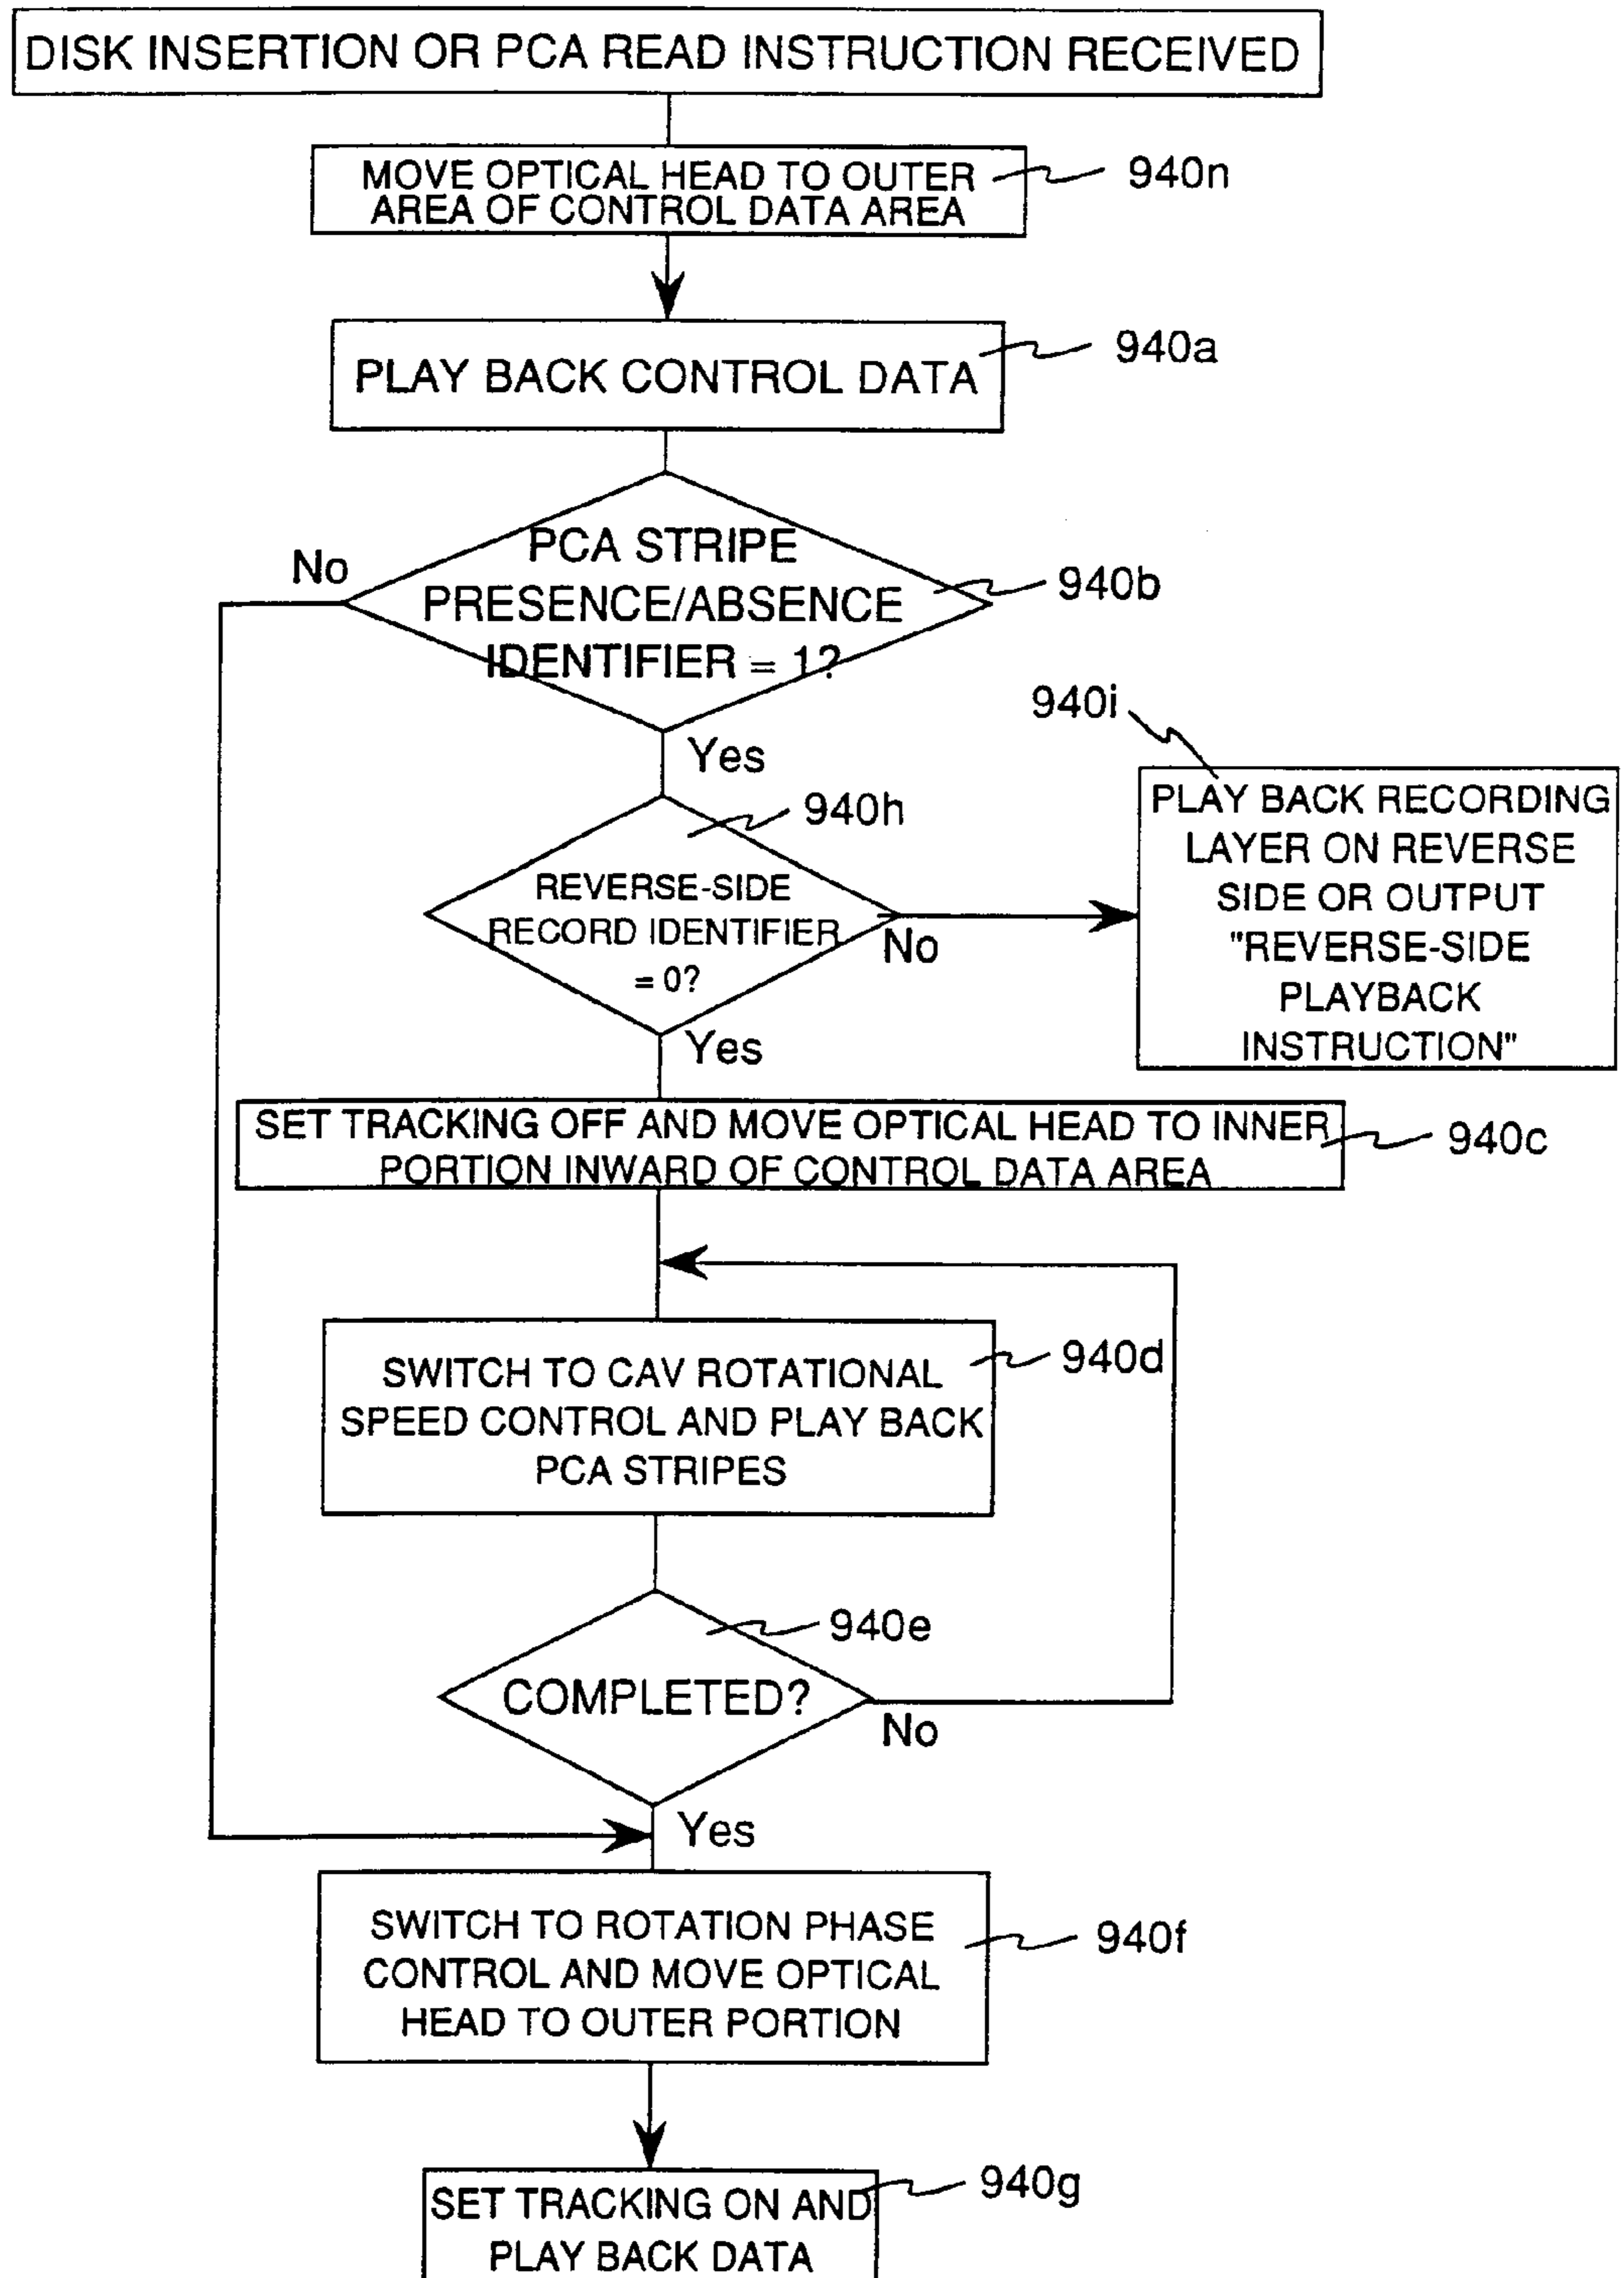 DISK INSERTION OR PCA READ INSTRUCTION RECEIVED
MOVE OPTICAL HEAD TO OUTER
AREA OF CONTROL DATA AREA
940n
PLAY BACK CONTROL DATA
940a
PCA STRIPE
PRESENCE/ABSENCE
IDENTIFIER = 1?
940b
No
Yes
940i
940h
REVERSE-SIDE
RECORD IDENTIFIER
= 0?
No
PLAY BACK RECORDING
LAYER ON REVERSE
SIDE OR OUTPUT
"REVERSE-SIDE
PLAYBACK
INSTRUCTION"
Yes
SET TRACKING OFF AND MOVE OPTICAL HEAD TO INNER
PORTION INWARD OF CONTROL DATA AREA
940c
SWITCH TO CAV ROTATIONAL
SPEED CONTROL AND PLAY BACK
PCA STRIPES
940d
940e
COMPLETED?
No
Yes
SWITCH TO ROTATION PHASE
CONTROL AND MOVE OPTICAL
HEAD TO OUTER PORTION
940f
SET TRACKING ON AND
PLAY BACK DATA
940g